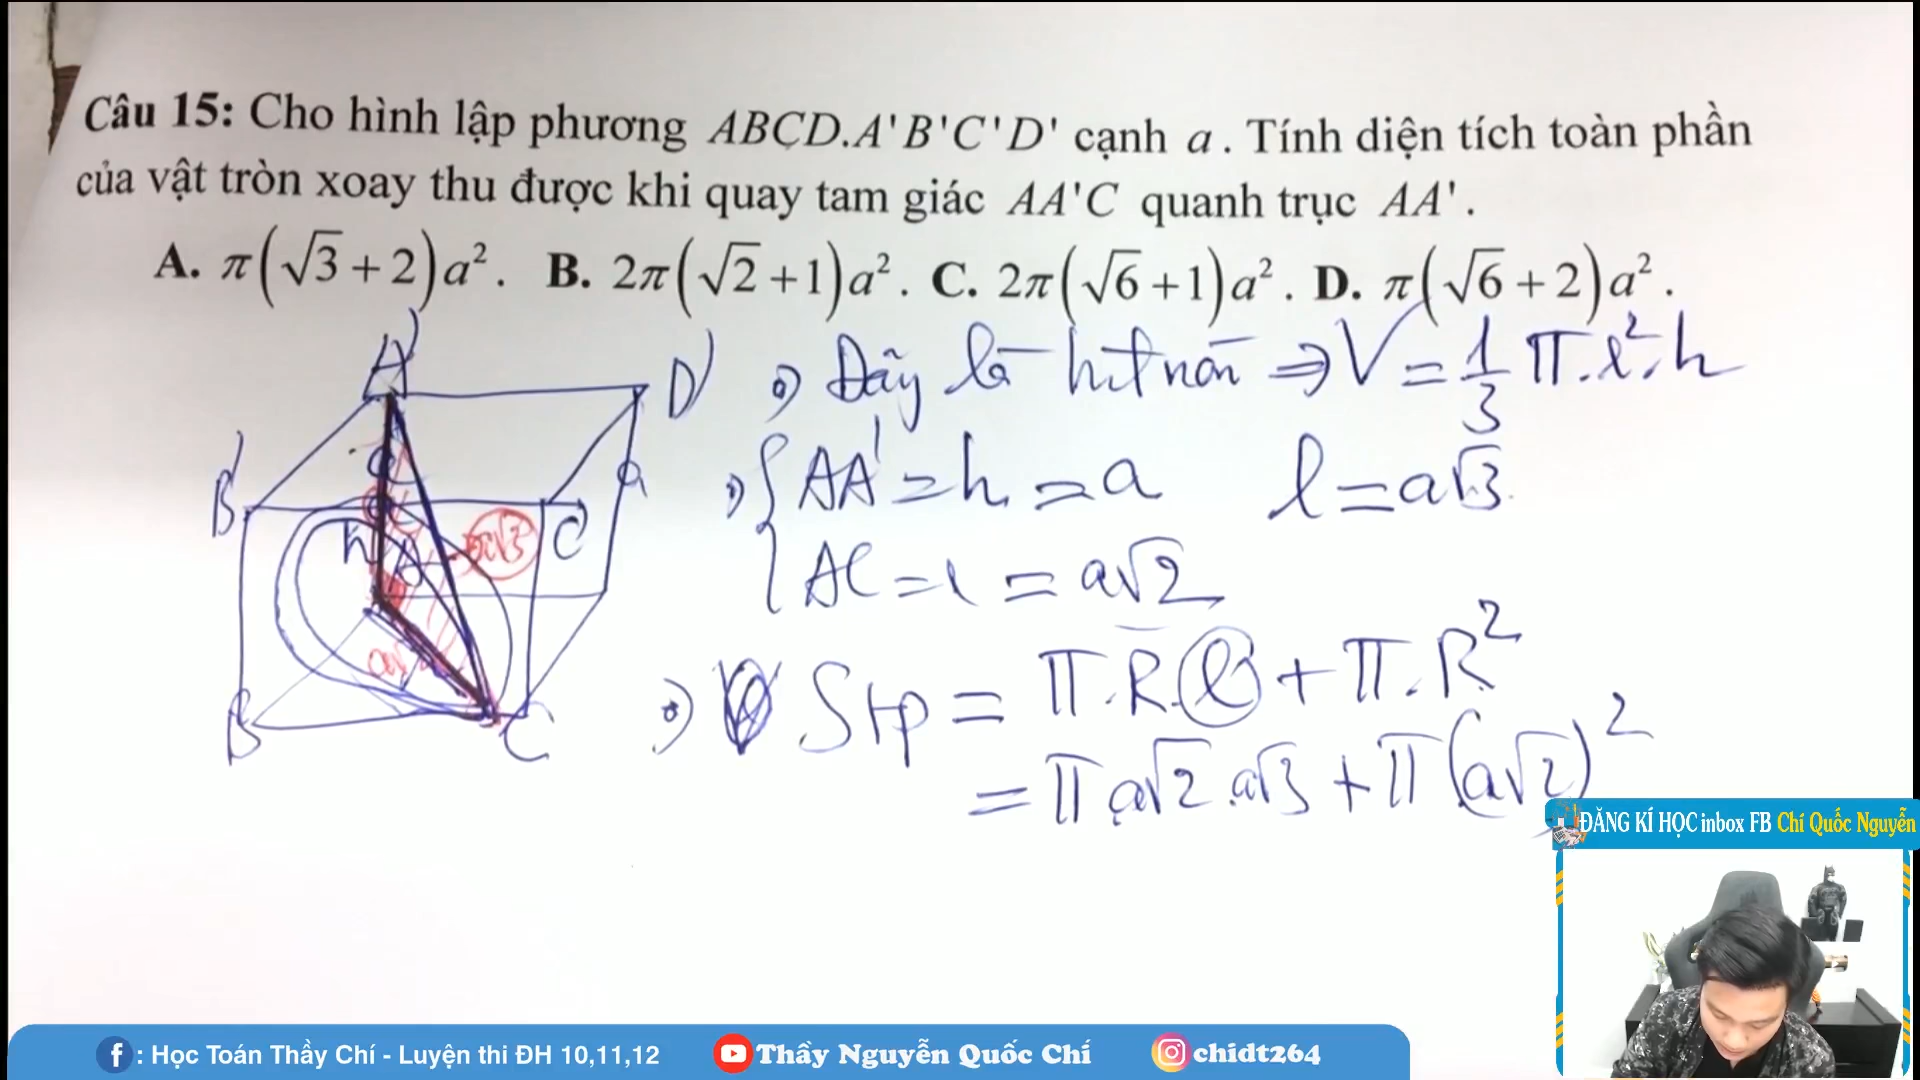 Câu 15: Cho hình lập phương ABCD.A'B'C'D' cạnh a. Tính diện tích toàn phần
của vật tròn xoay thu được khi quay tam giác AA'C quanh trục AA'.
A. π(√3+2)a². B. 2π(√2+1)a². C. 2π(√6+1)a². D. π(√6+2)a².
A' D'
⇒ V = 1/3 π.r².h
B' a
AA' = h = a l = a√3
h A a√3 C'
AC = r = a√2
Stp = π.R.l + π.R²
B C
= π a√2.a√3 + π(a√2)²
ĐĂNG KÍ HỌC inbox FB Chí Quốc Nguyễn
f : Học Toán Thầy Chí - Luyện thi ĐH 10,11,12 Thầy Nguyễn Quốc Chí chidt264